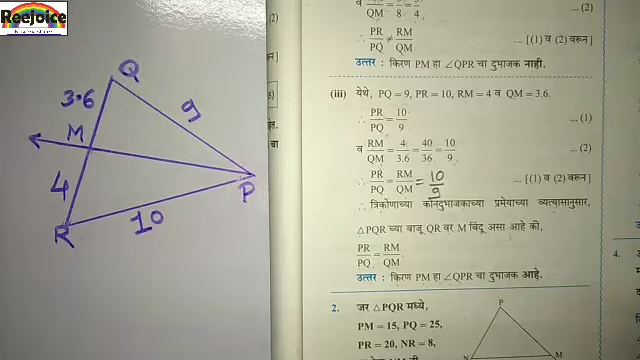 Reejoice
Q
3.6
9
M
4
P
10
R
व
QM = 8 = 4
... (2)
∴ PR/PQ ≠ RM/QM
... [(1) व (2) वरून]
उत्तर : किरण PM हा ∠QPR चा दुभाजक नाही.
(iii) येथे, PQ = 9, PR = 10, RM = 4 व QM = 3.6.
∴ PR/PQ = 10/9
... (1)
व RM/QM = 4/3.6 = 40/36 = 10/9
... (2)
∴ PR/PQ = RM/QM = 10/9
... [(1) व (2) वरून]
∴ त्रिकोणाच्या कोनदुभाजकाच्या प्रमेयाच्या व्यत्यासानुसार,
△PQR च्या बाजू QR वर M बिंदू असा आहे की,
PR/PQ = RM/QM
उत्तर : किरण PM हा ∠QPR चा दुभाजक आहे.
2. जर △PQR मध्ये,
PM = 15, PQ = 25,
PR = 20, NR = 8,
P
N
M
4.